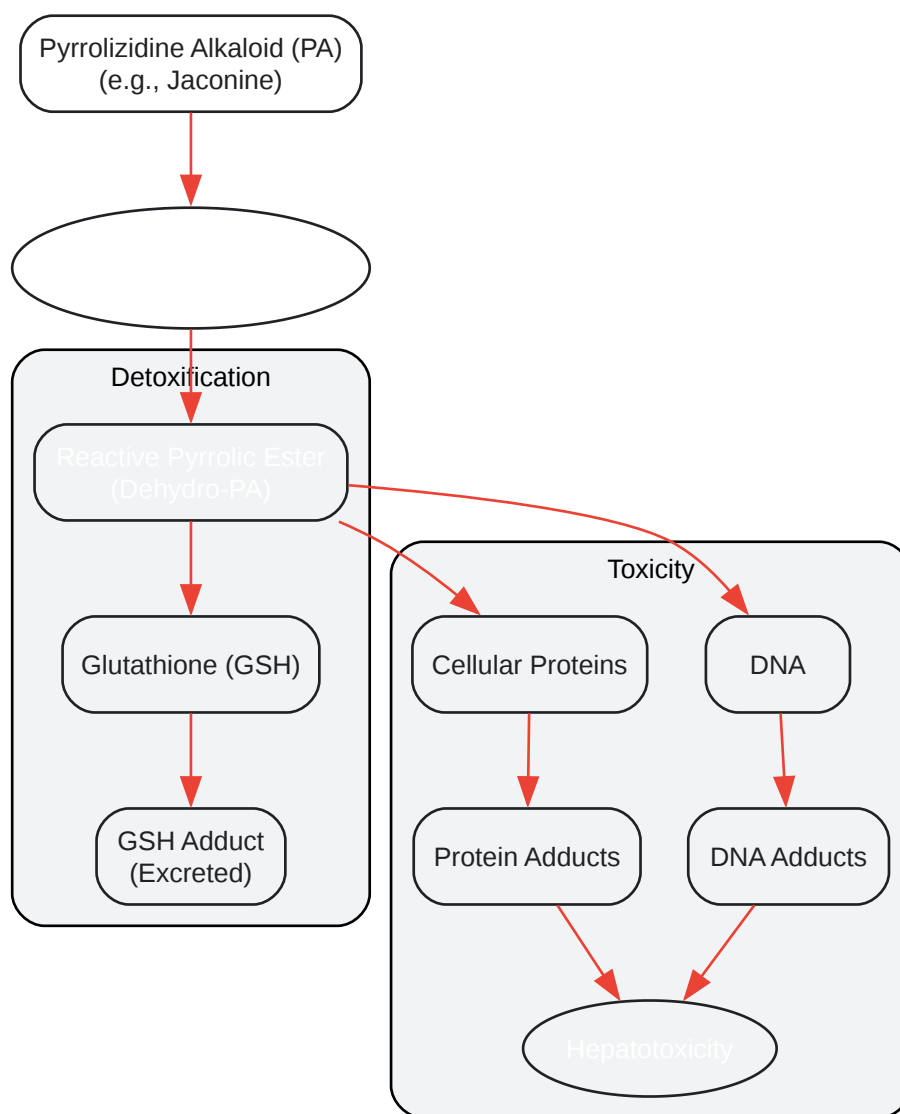 Pyrrolizidine Alkaloid (PA)
(e.g., Jaconine)
Detoxification
Reactive Pyrrolic Ester
(Dehydro-PA)
Toxicity
Glutathione (GSH)
Cellular Proteins
DNA
GSH Adduct
(Excreted)
Protein Adducts
DNA Adducts
Hepatotoxicity